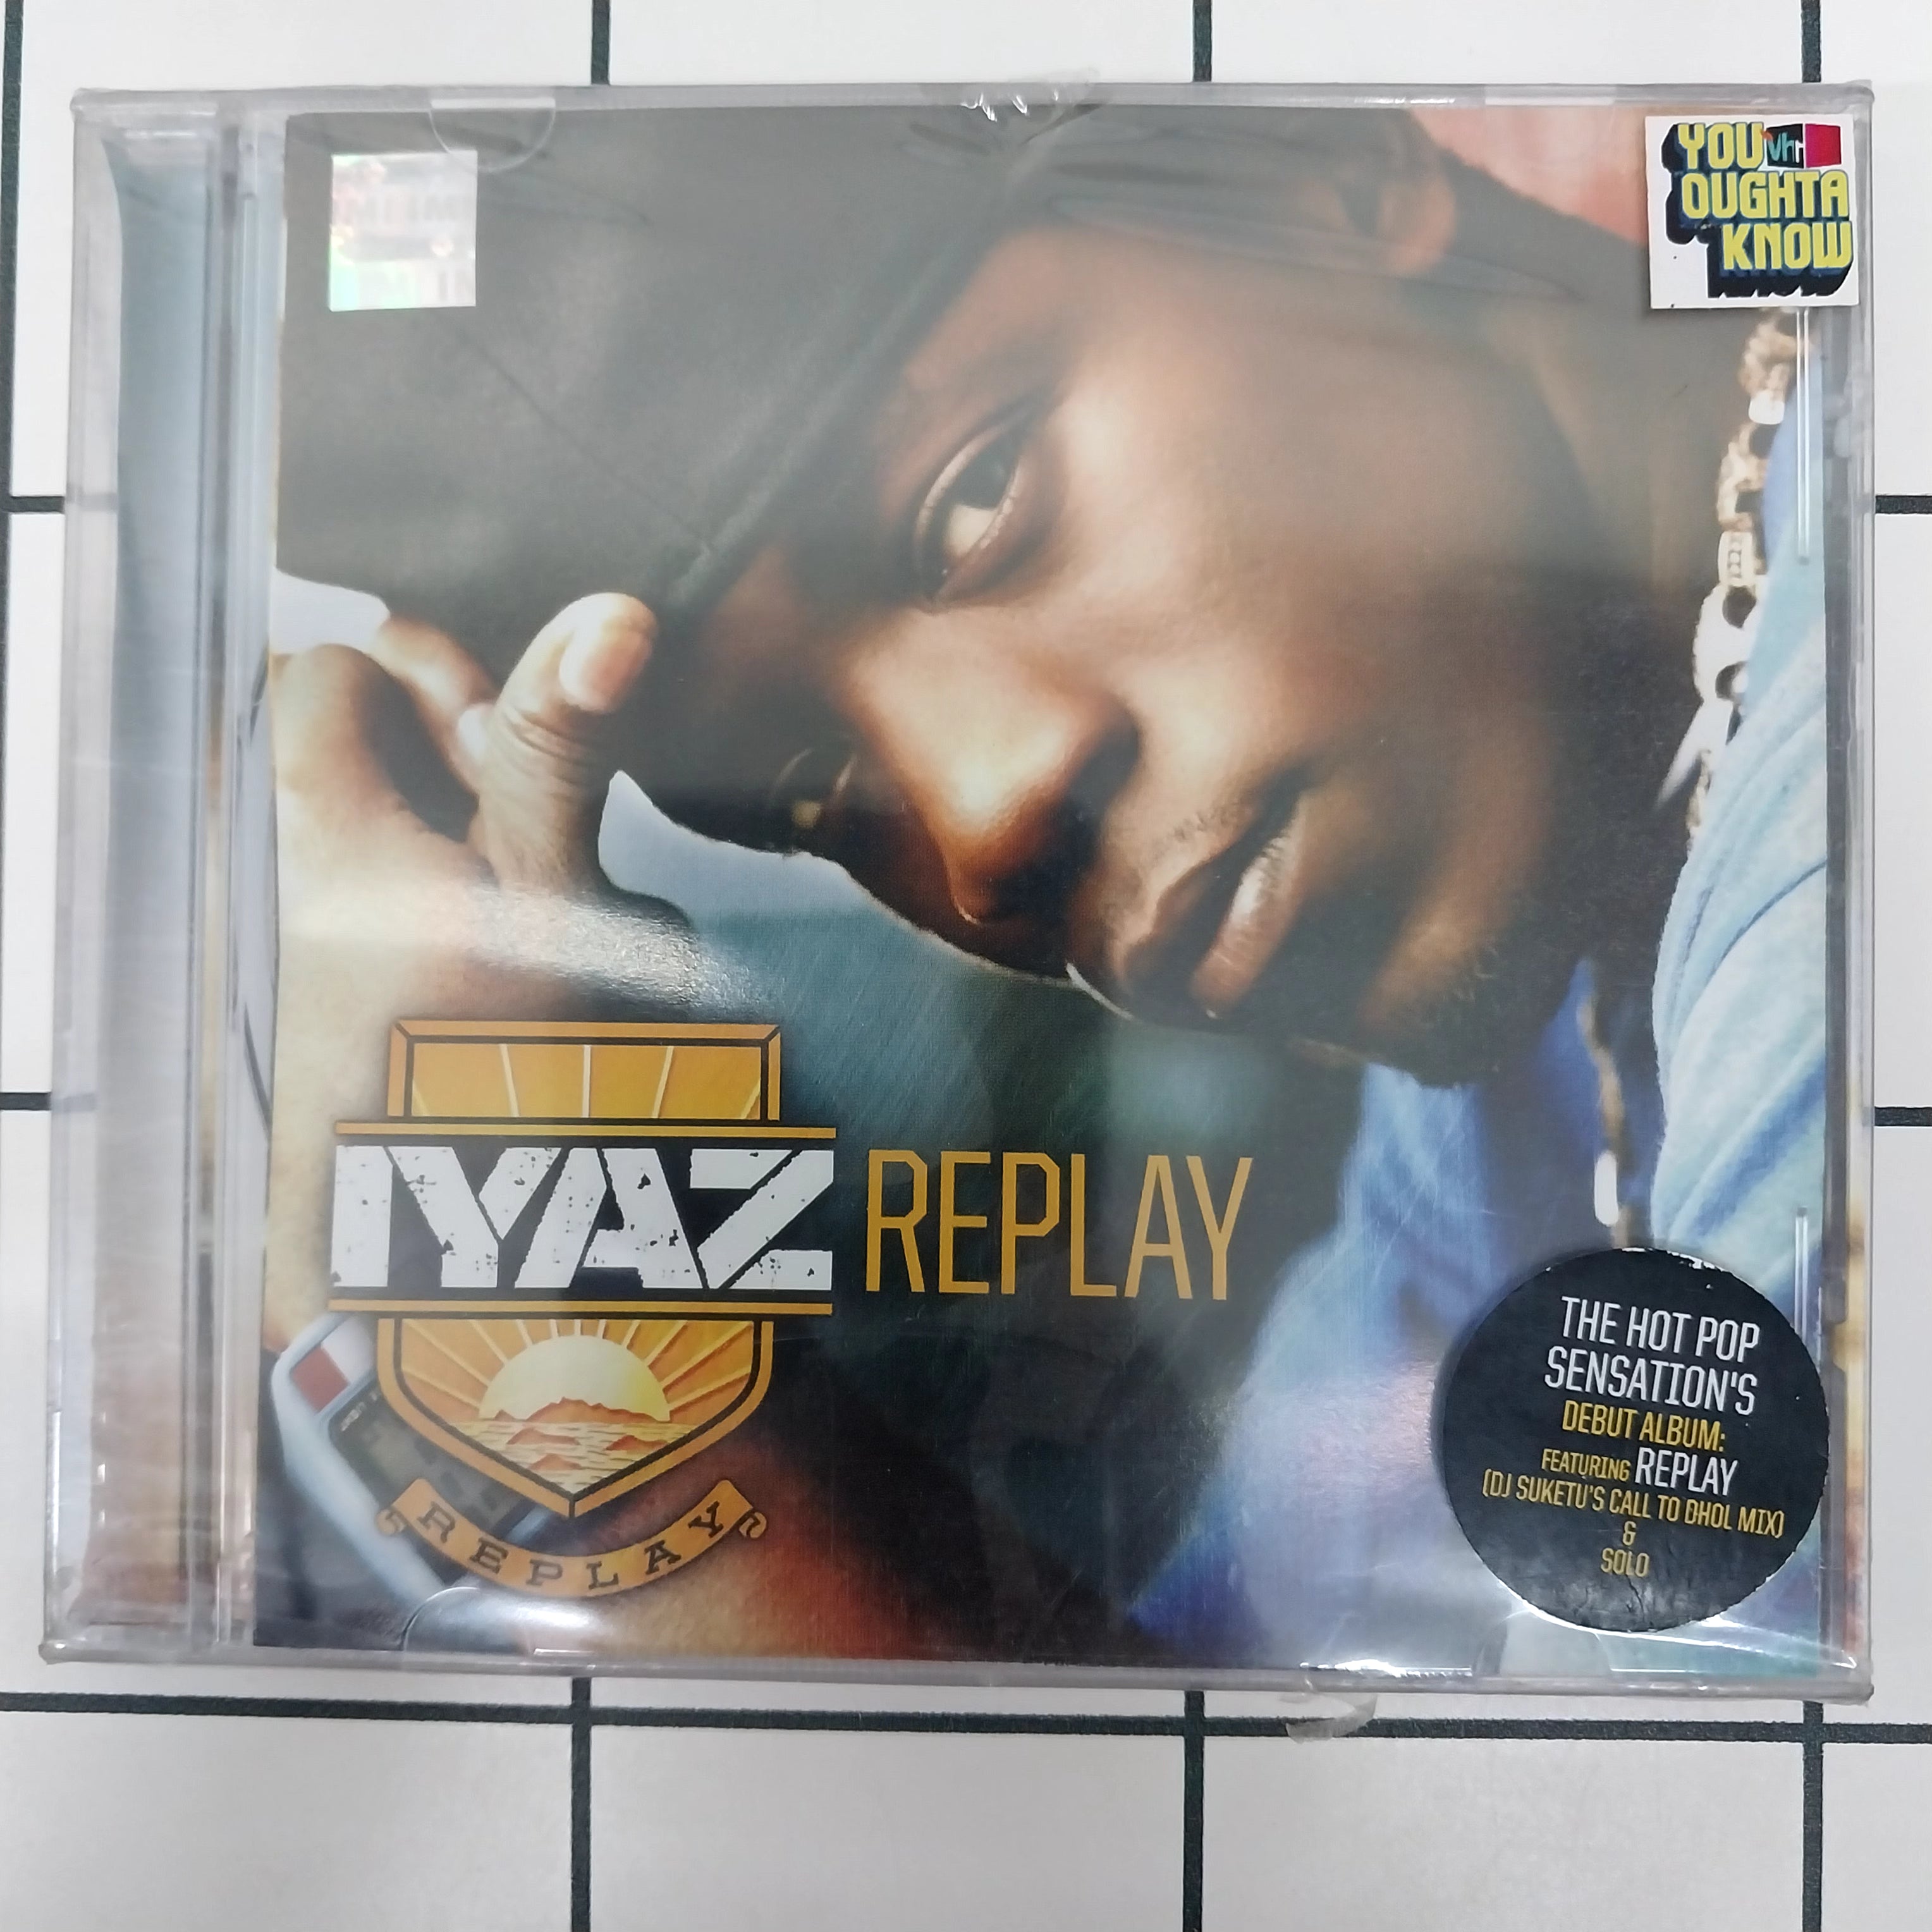 YOU vh1
OUGHTA
KNOW
IYAZ REPLAY
REPLAY
THE HOT POP
SENSATION'S
DEBUT ALBUM:
FEATURING REPLAY
(DJ SUKETU'S CALL TO DHOL MIX)
&
SOLO